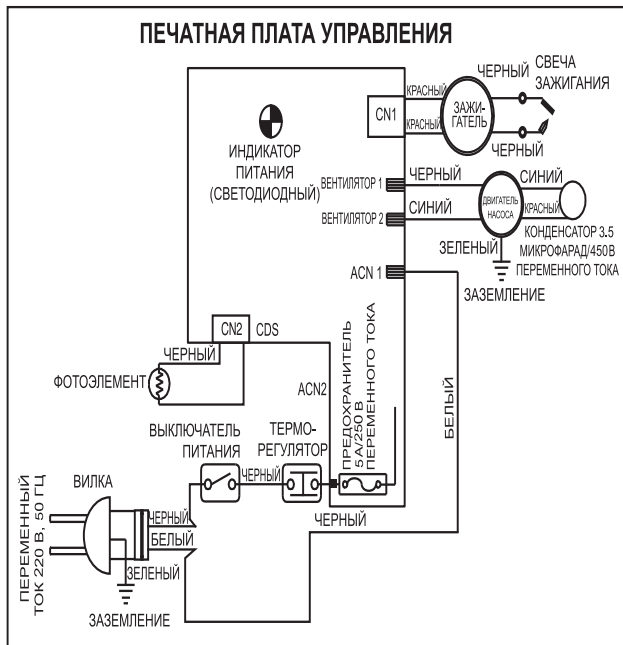 ПЕЧАТНАЯ ПЛАТА УПРАВЛЕНИЯ
ЧЕРНЫЙ
СВЕЧА
ЗАЖИГАНИЯ
КРАСНЫЙ
CN1
КРАСНЫЙ
ЗАЖИ-
ГАТЕЛЬ
ЧЕРНЫЙ
ИНДИКАТОР
ПИТАНИЯ
(СВЕТОДИОДНЫЙ)
ВЕНТИЛЯТОР 1
ЧЕРНЫЙ
СИНИЙ
ДВИГАТЕЛЬ
НАСОСА
КРАСНЫЙ
ВЕНТИЛЯТОР 2
СИНИЙ
ЗЕЛЕНЫЙ
КОНДЕНСАТОР 3.5
МИКРОФАРАД/450В
ПЕРЕМЕННОГО ТОКА
ACN 1
ЗАЗЕМЛЕНИЕ
CN2
CDS
ЧЕРНЫЙ
ФОТОЭЛЕМЕНТ
ACN2
ПРЕДОХРАНИТЕЛЬ
5 А/250 В
ПЕРЕМЕННОГО ТОКА
БЕЛЫЙ
ВЫКЛЮЧАТЕЛЬ
ПИТАНИЯ
ТЕРМО-
РЕГУЛЯТОР
ЧЕРНЫЙ
ПЕРЕМЕННЫЙ
ТОК 220 В, 50 ГЦ
ВИЛКА
ЧЕРНЫЙ
БЕЛЫЙ
ЗЕЛЕНЫЙ
ЧЕРНЫЙ
ЗАЗЕМЛЕНИЕ